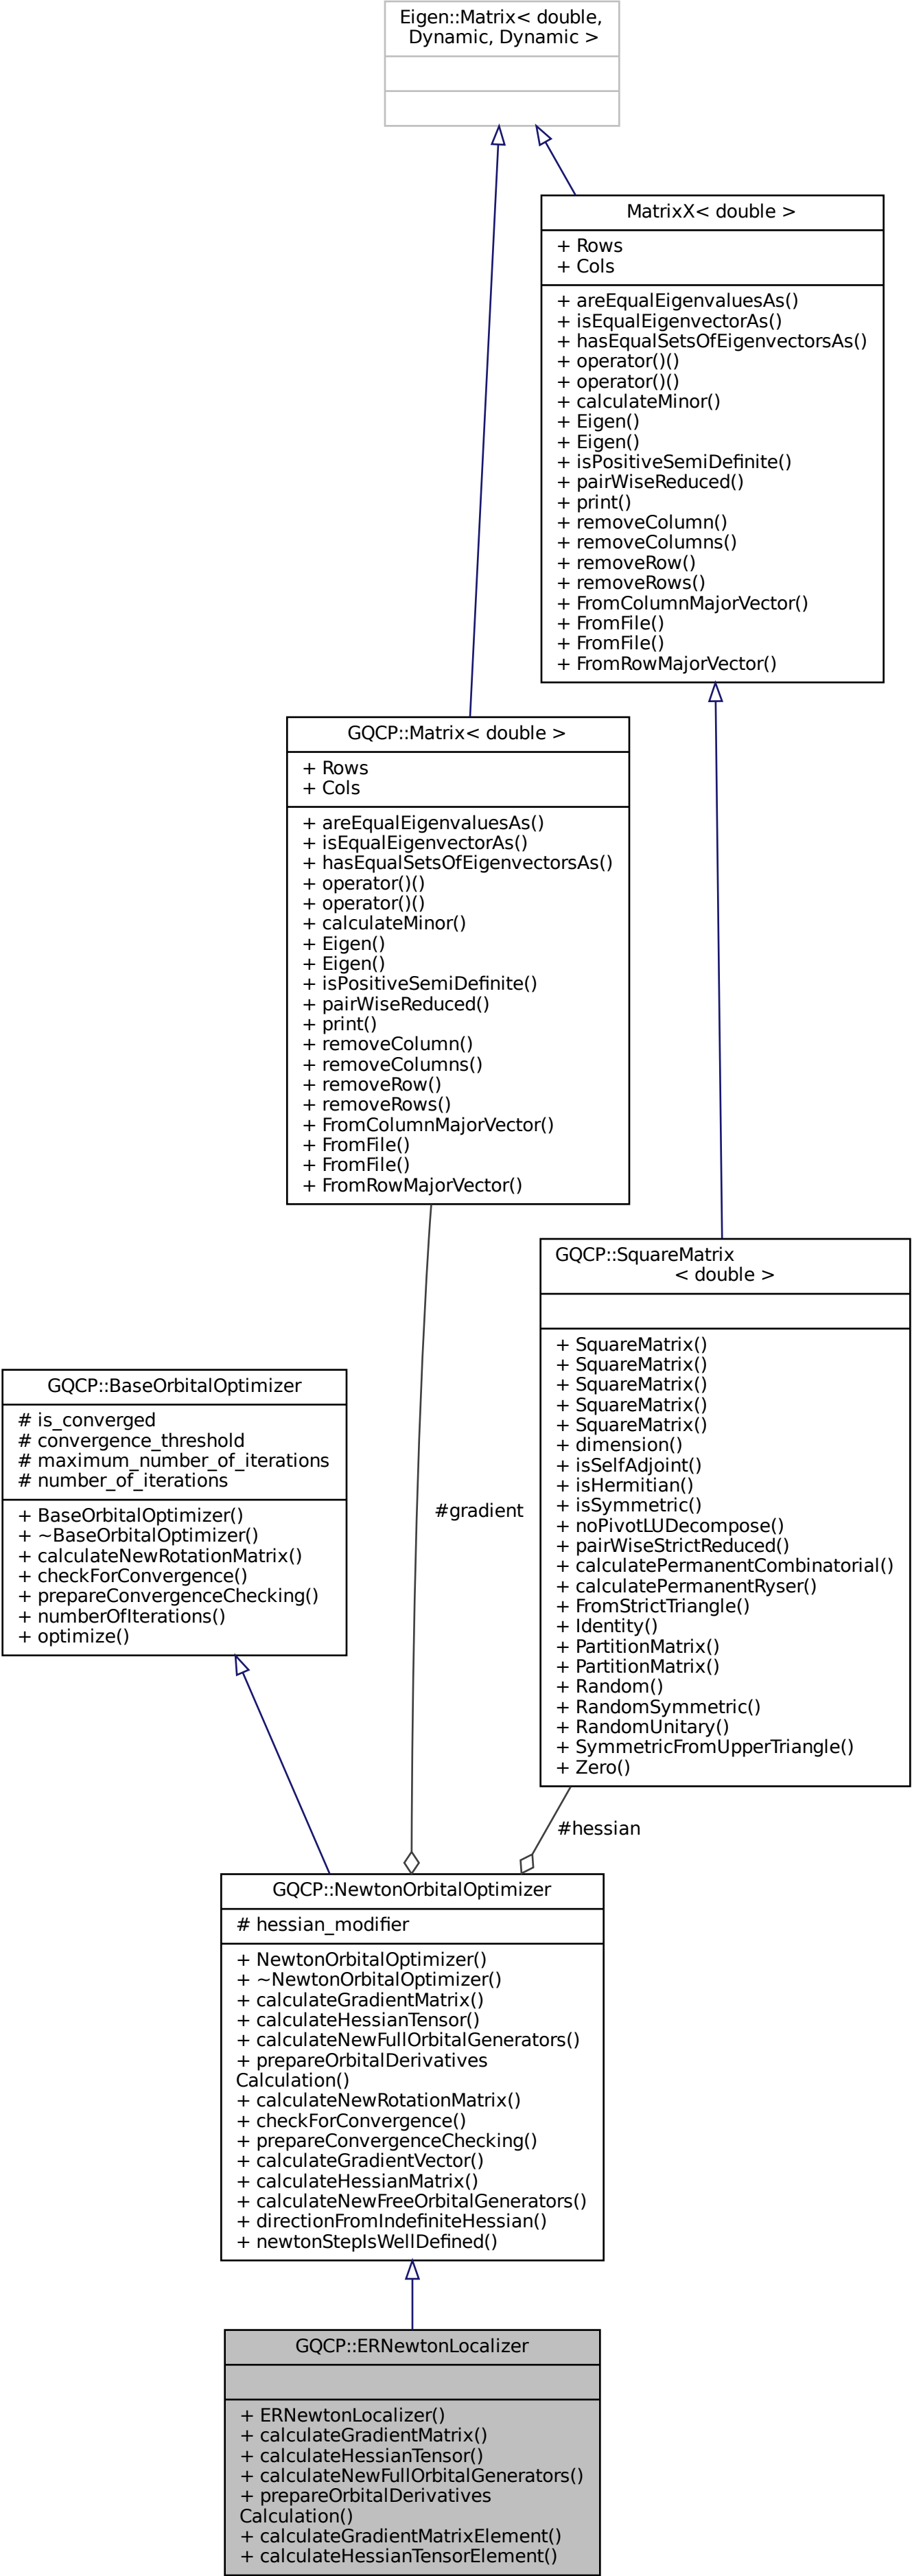 Eigen::Matrix< double,
Dynamic, Dynamic >
MatrixX< double >
+ Rows
+ Cols
+ areEqualEigenvaluesAs()
+ isEqualEigenvectorAs()
+ hasEqualSetsOfEigenvectorsAs()
+ operator()()
+ operator()()
+ calculateMinor()
+ Eigen()
+ Eigen()
+ isPositiveSemiDefinite()
+ pairWiseReduced()
+ print()
+ removeColumn()
+ removeColumns()
+ removeRow()
+ removeRows()
+ FromColumnMajorVector()
+ FromFile()
+ FromFile()
+ FromRowMajorVector()
GQCP::Matrix< double >
+ Rows
+ Cols
+ areEqualEigenvaluesAs()
+ isEqualEigenvectorAs()
+ hasEqualSetsOfEigenvectorsAs()
+ operator()()
+ operator()()
+ calculateMinor()
+ Eigen()
+ Eigen()
+ isPositiveSemiDefinite()
+ pairWiseReduced()
+ print()
+ removeColumn()
+ removeColumns()
+ removeRow()
+ removeRows()
+ FromColumnMajorVector()
+ FromFile()
+ FromFile()
+ FromRowMajorVector()
GQCP::SquareMatrix
< double >
+ SquareMatrix()
+ SquareMatrix()
+ SquareMatrix()
+ SquareMatrix()
+ SquareMatrix()
+ dimension()
+ isSelfAdjoint()
+ isHermitian()
+ isSymmetric()
+ noPivotLUDecompose()
+ pairWiseStrictReduced()
+ calculatePermanentCombinatorial()
+ calculatePermanentRyser()
+ FromStrictTriangle()
+ Identity()
+ PartitionMatrix()
+ PartitionMatrix()
+ Random()
+ RandomSymmetric()
+ RandomUnitary()
+ SymmetricFromUpperTriangle()
+ Zero()
GQCP::BaseOrbitalOptimizer
# is_converged
# convergence_threshold
# maximum_number_of_iterations
# number_of_iterations
+ BaseOrbitalOptimizer()
+ ~BaseOrbitalOptimizer()
+ calculateNewRotationMatrix()
+ checkForConvergence()
+ prepareConvergenceChecking()
+ numberOfIterations()
+ optimize()
#gradient
#hessian
GQCP::NewtonOrbitalOptimizer
# hessian_modifier
+ NewtonOrbitalOptimizer()
+ ~NewtonOrbitalOptimizer()
+ calculateGradientMatrix()
+ calculateHessianTensor()
+ calculateNewFullOrbitalGenerators()
+ prepareOrbitalDerivatives
Calculation()
+ calculateNewRotationMatrix()
+ checkForConvergence()
+ prepareConvergenceChecking()
+ calculateGradientVector()
+ calculateHessianMatrix()
+ calculateNewFreeOrbitalGenerators()
+ directionFromIndefiniteHessian()
+ newtonStepIsWellDefined()
GQCP::ERNewtonLocalizer
+ ERNewtonLocalizer()
+ calculateGradientMatrix()
+ calculateHessianTensor()
+ calculateNewFullOrbitalGenerators()
+ prepareOrbitalDerivatives
Calculation()
+ calculateGradientMatrixElement()
+ calculateHessianTensorElement()